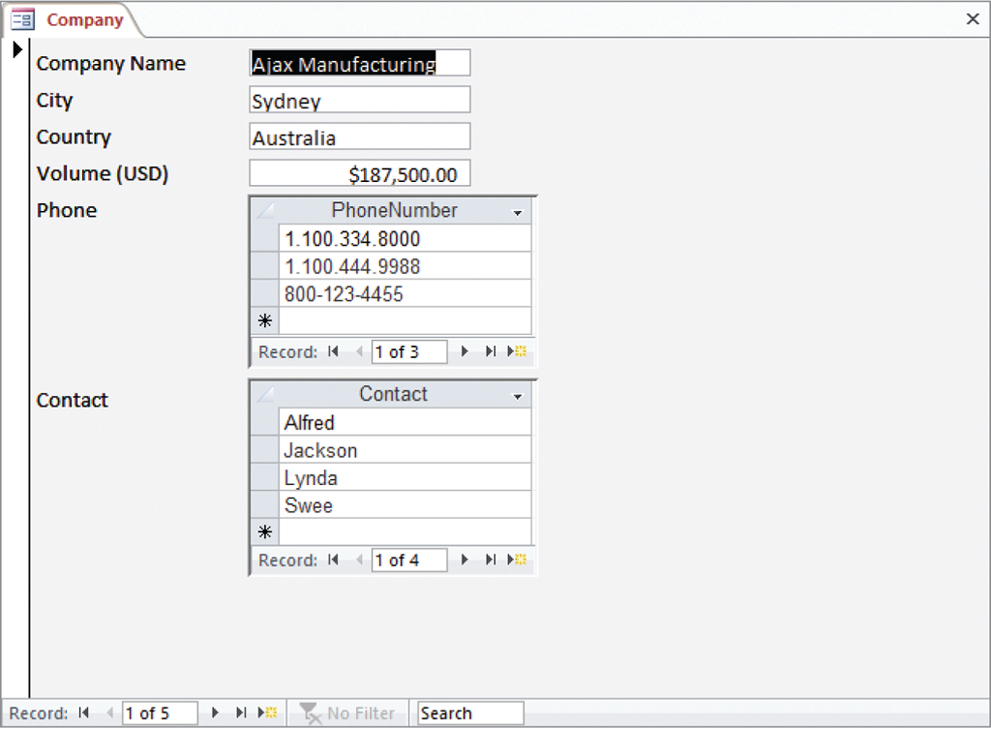 Company
Company Name Ajax Manufacturing
City Sydney
Country Australia
Volume (USD) $187,500.00
Phone PhoneNumber
1.100.334.8000
1.100.444.9988
800-123-4455
Record: 1 of 3
Contact Contact
Alfred
Jackson
Lynda
Swee
Record: 1 of 4
Record: 1 of 5 No Filter Search